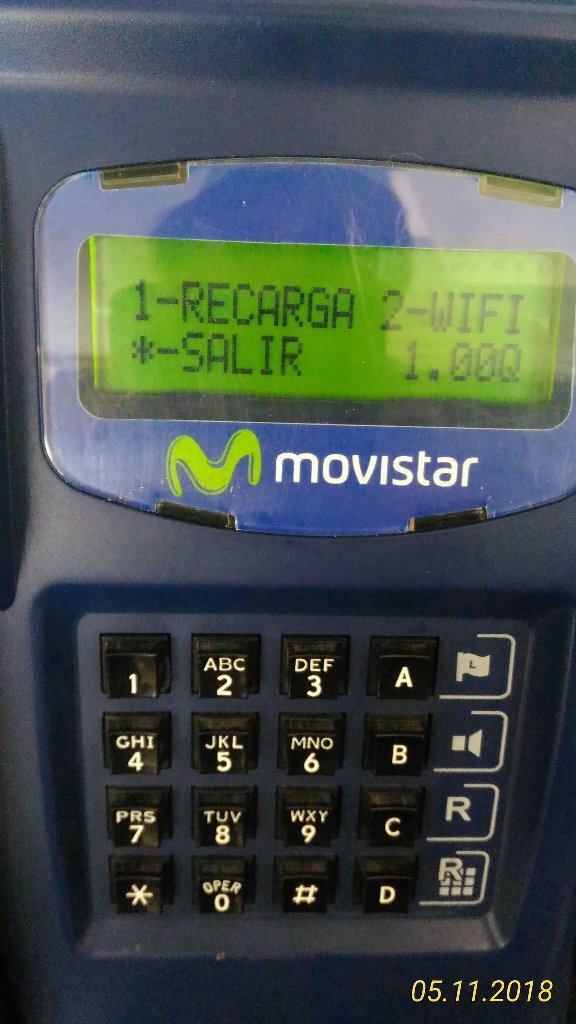 1-RECARGA 2-WIFI
*-SALIR 1.00Q
movistar
1 ABC 2 DEF 3 A L
GHI 4 JKL 5 MNO 6 B
PRS 7 TUV 8 WXY 9 C R
* OPER 0 # D R
05.11.2018